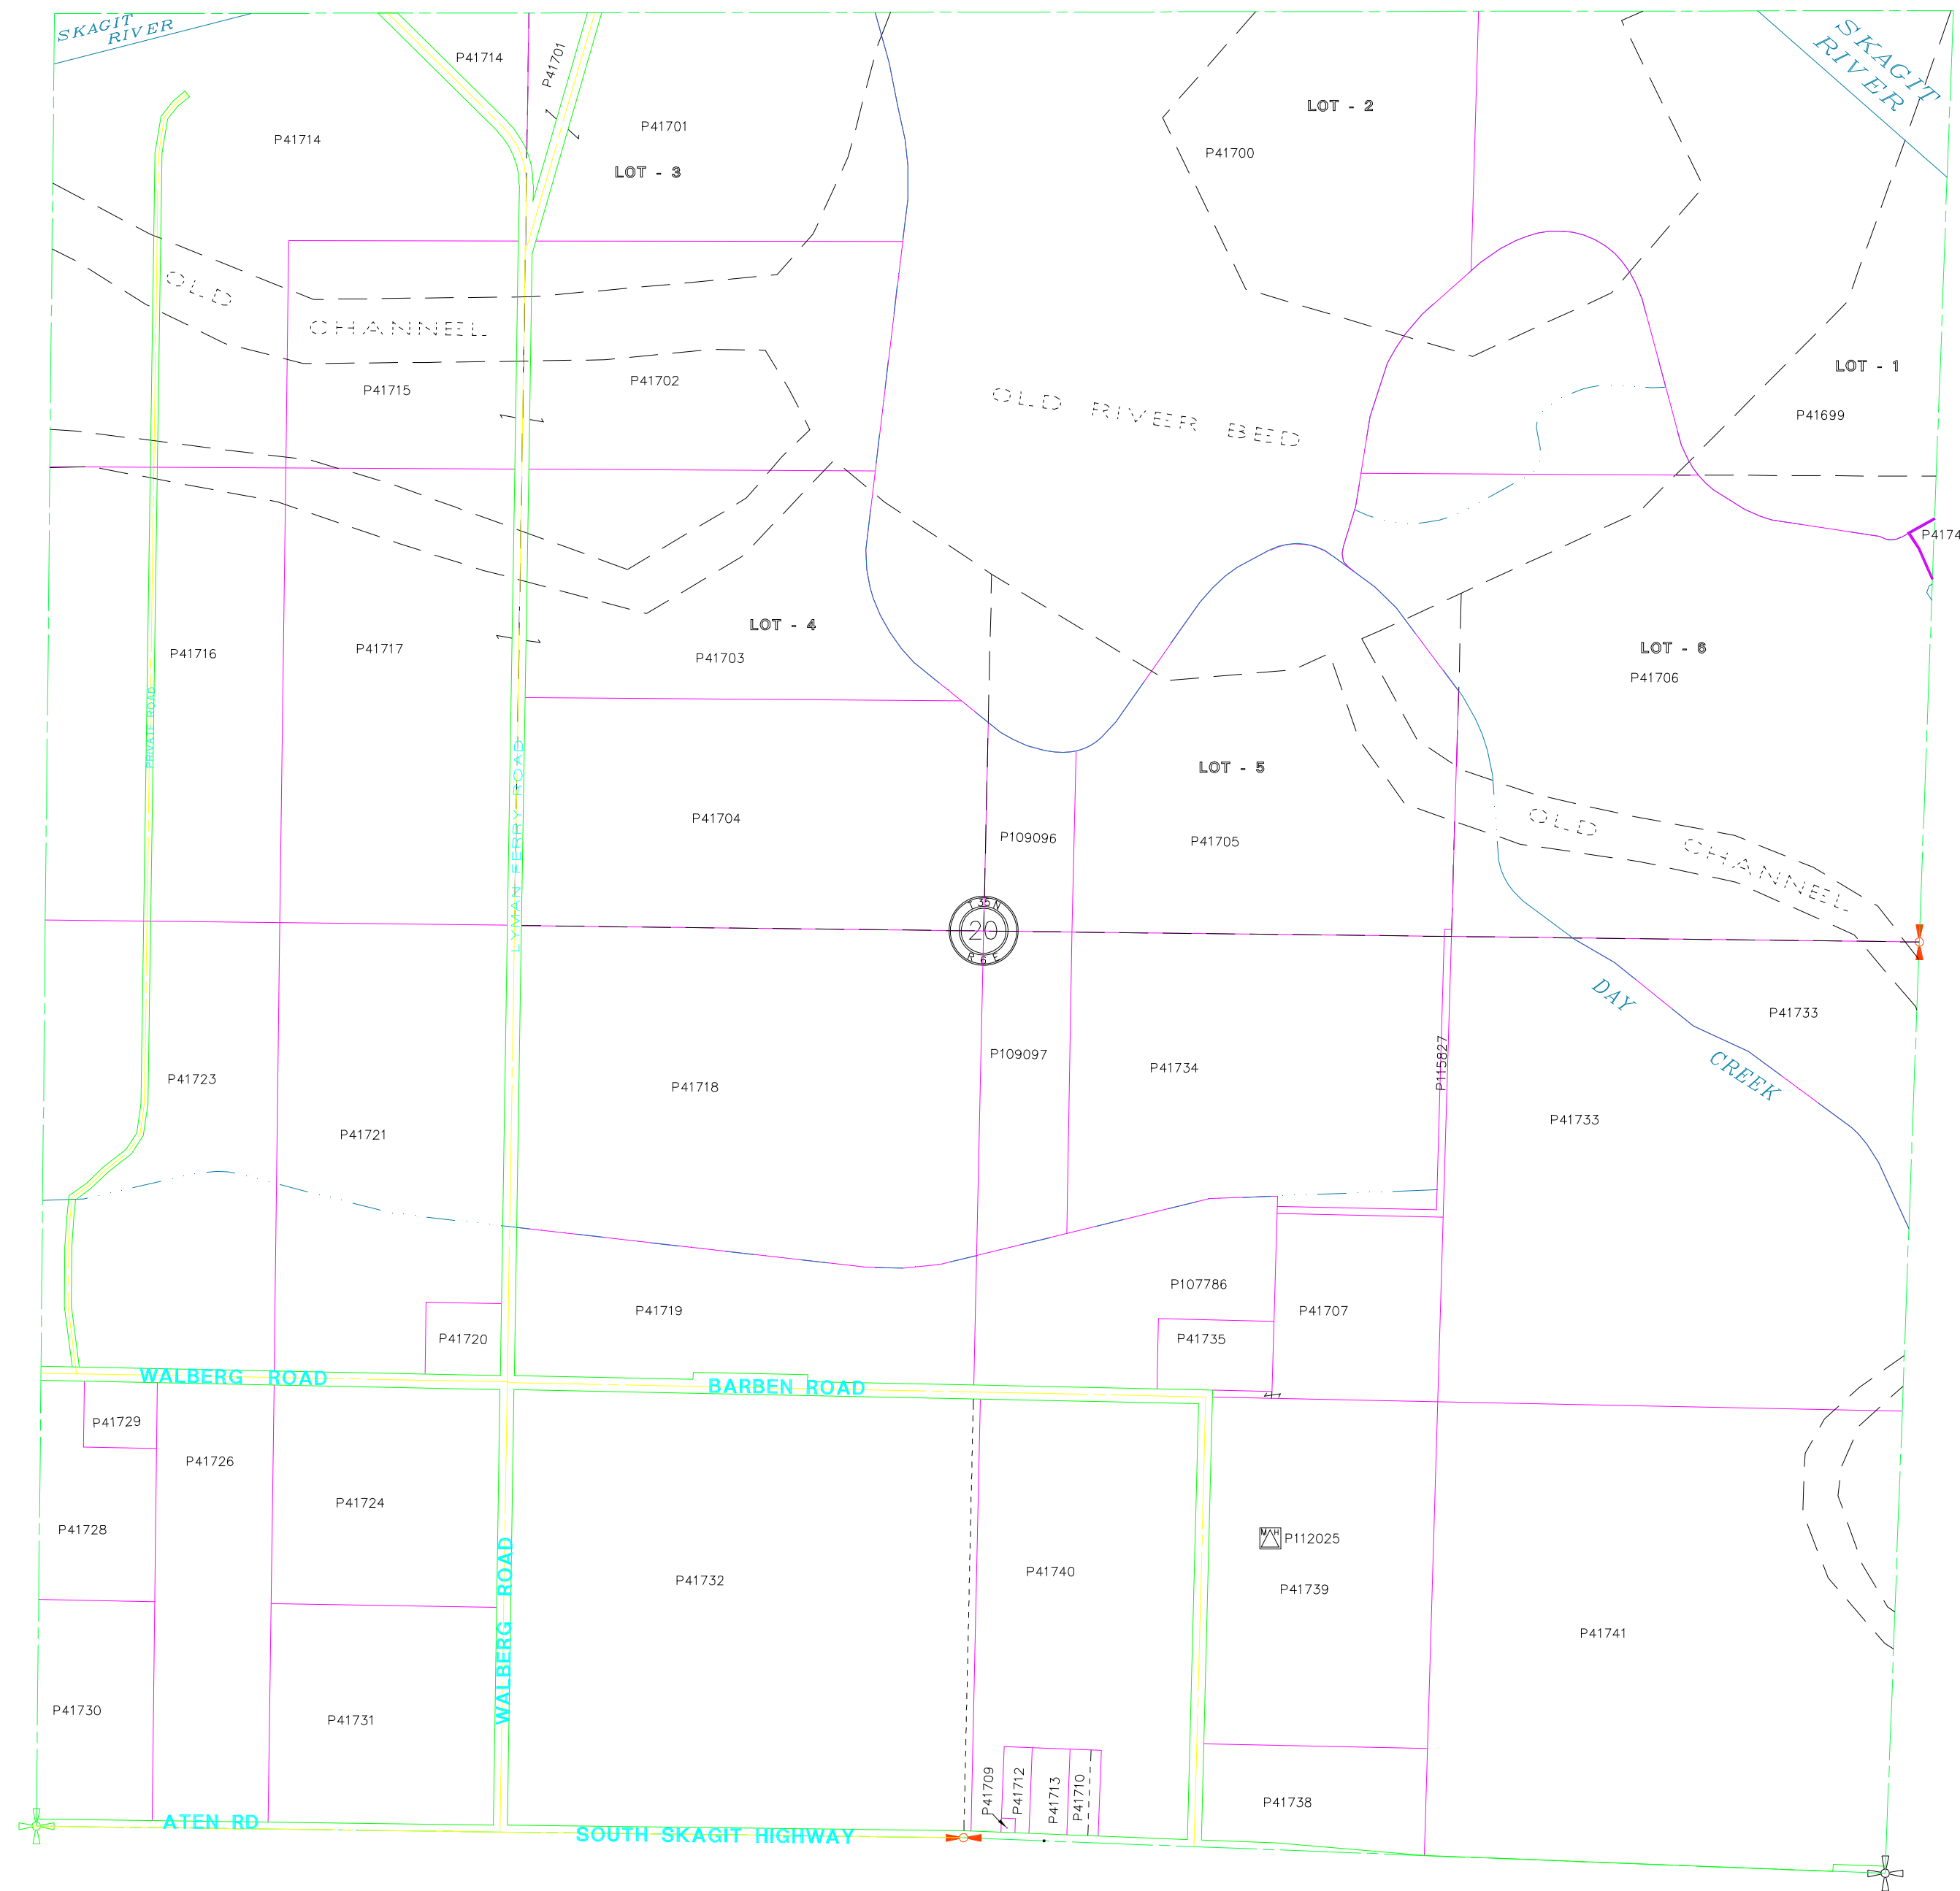 SKAGIT
RIVER
SKAGIT
RIVER
P41714
P41701
P41714
P41701
LOT - 3
LOT - 2
P41700
OLD
CHANNEL
P41715
P41702
OLD RIVER BED
LOT - 1
P41699
P4174
P41716
P41717
LOT - 4
P41703
LOT - 6
P41706
PRIVATE ROAD
LYMAN FERRY ROAD
LOT - 5
P41704
P109096
P41705
OLD
CHANNEL
T 35 N
20
R 6 E
DAY
CREEK
P41733
P109097
P41734
P115827
P41723
P41718
P41721
P41733
P107786
P41719
P41707
P41720
P41735
WALBERG ROAD
BARBEN ROAD
P41729
P41726
P41724
P41728
WALBERG ROAD
M H
P112025
P41732
P41740
P41739
P41741
P41730
P41731
P41709
P41712
P41713
P41710
P41738
ATEN RD
SOUTH SKAGIT HIGHWAY